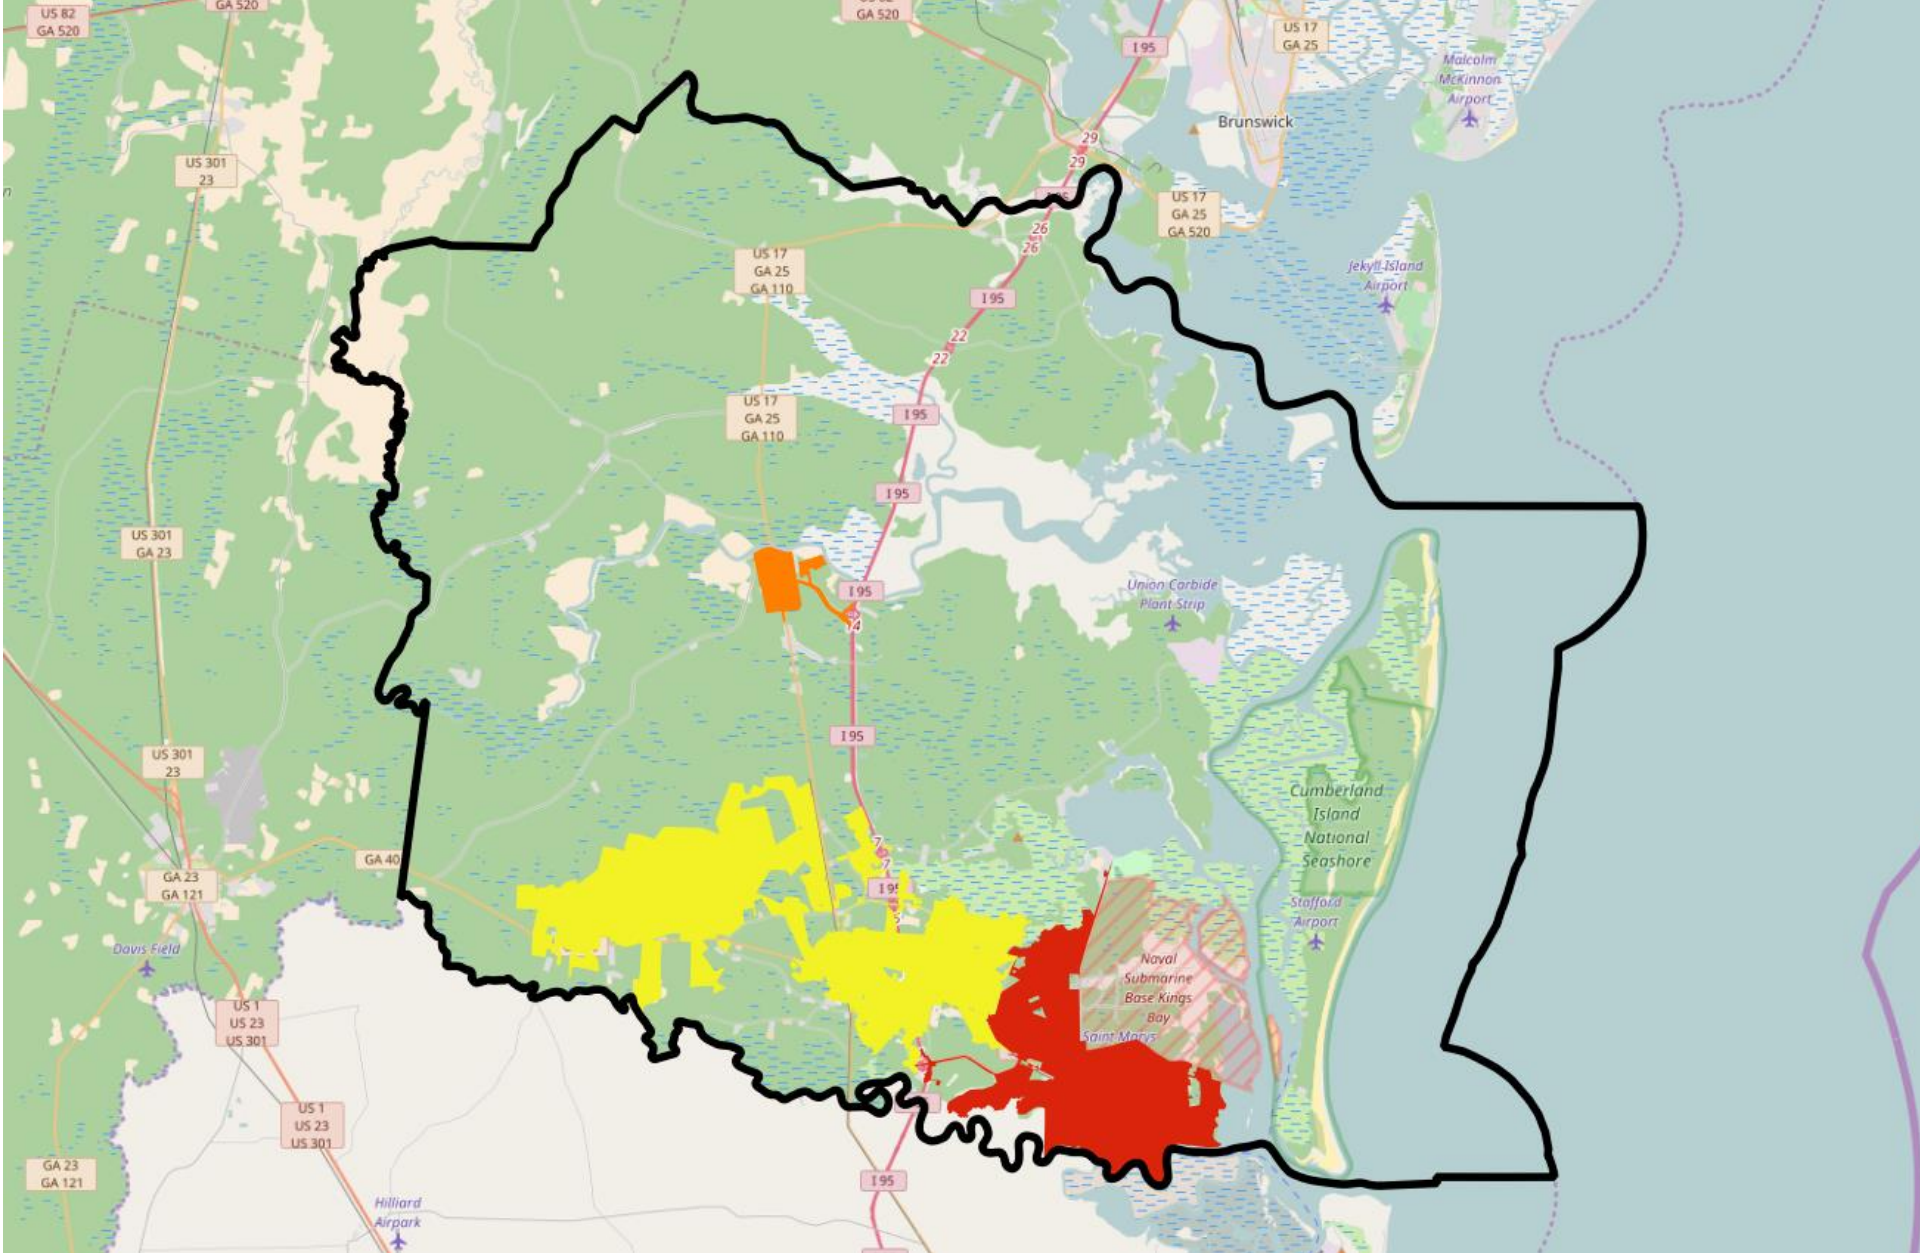 US 82
GA 520
GA 520
GA 520
I 95
US 17
GA 25
Malcolm
McKinnon
Airport
Brunswick
29
29
US 301
23
US 17
GA 25
GA 520
26
26
US 17
GA 25
GA 110
Jekyll Island
Airport
I 95
22
22
US 17
GA 25
GA 110
I 95
I 95
US 301
GA 23
I 95
Union Carbide
Plant Strip
14
I 95
US 301
23
Cumberland
Island
National
Seashore
7
7
GA 40
GA 23
GA 121
I 95
5
Stafford
Airport
Davis Field
Naval
Submarine
Base Kings
Bay
Saint Marys
US 1
US 23
US 301
US 1
US 23
US 301
GA 23
GA 121
I 95
Hilliard
Airpark